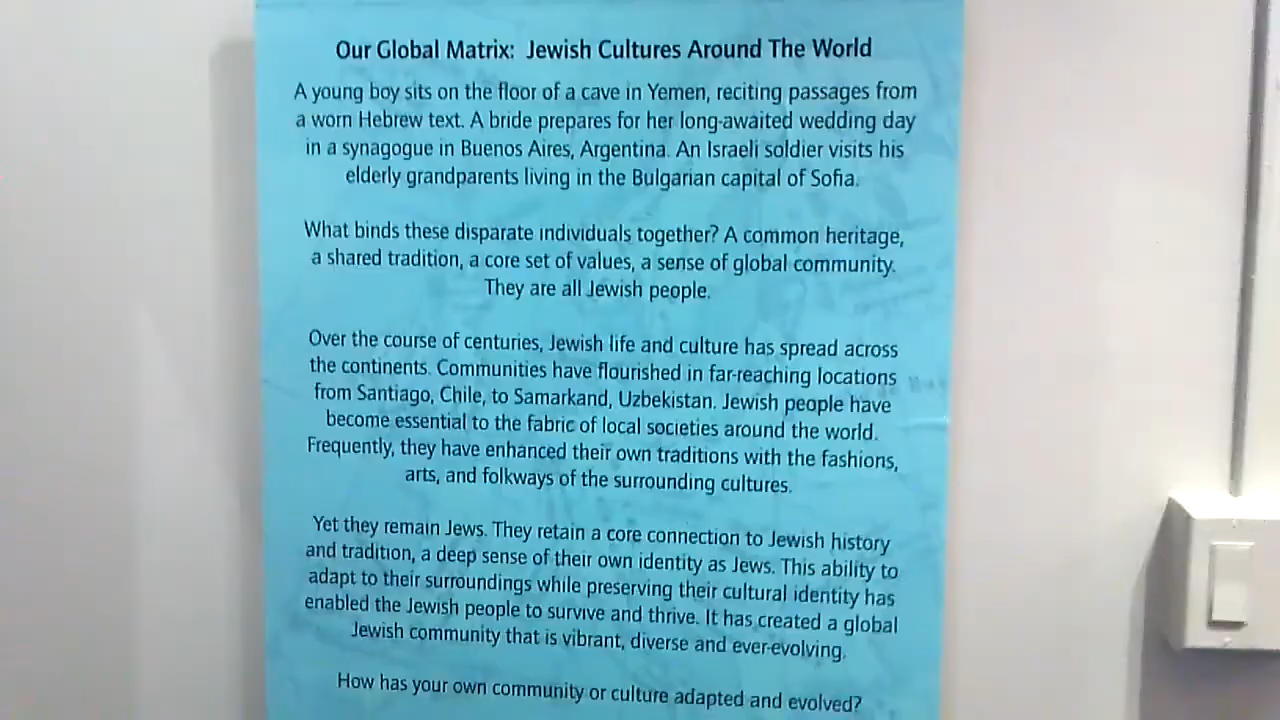 Our Global Matrix: Jewish Cultures Around The World
A young boy sits on the floor of a cave in Yemen, reciting passages from
a worn Hebrew text. A bride prepares for her long-awaited wedding day
in a synagogue in Buenos Aires, Argentina. An Israeli soldier visits his
elderly grandparents living in the Bulgarian capital of Sofia.
What binds these disparate individuals together? A common heritage,
a shared tradition, a core set of values, a sense of global community.
They are all Jewish people.
Over the course of centuries, Jewish life and culture has spread across
the continents. Communities have flourished in far-reaching locations
from Santiago, Chile, to Samarkand, Uzbekistan. Jewish people have
become essential to the fabric of local societies around the world.
Frequently, they have enhanced their own traditions with the fashions,
arts, and folkways of the surrounding cultures.
Yet they remain Jews. They retain a core connection to Jewish history
and tradition, a deep sense of their own identity as Jews. This ability to
adapt to their surroundings while preserving their cultural identity has
enabled the Jewish people to survive and thrive. It has created a global
Jewish community that is vibrant, diverse and ever-evolving.
How has your own community or culture adapted and evolved?